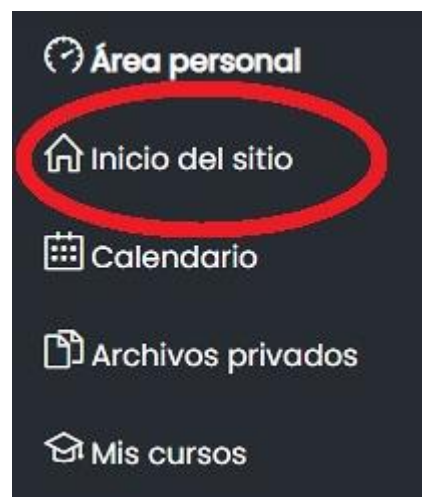 Área personal
Inicio del sitio
Calendario
Archivos privados
Mis cursos